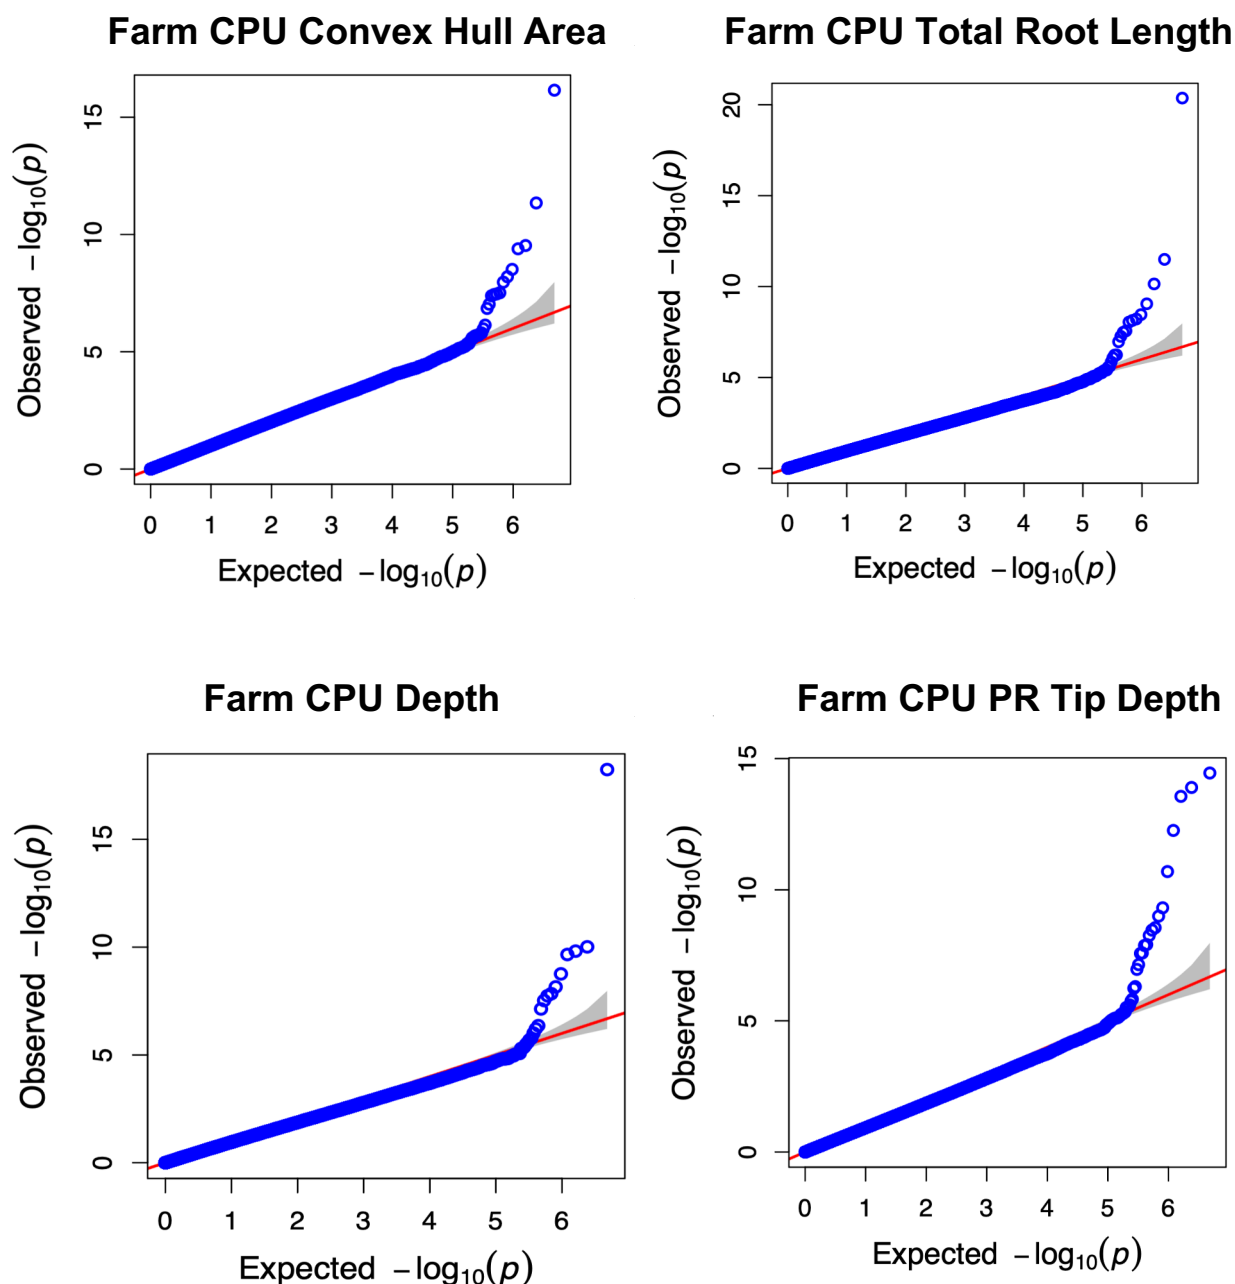 Farm CPU Convex Hull Area
Farm CPU Total Root Length
Observed −log₁₀(p)
15
10
5
0
0 1 2 3 4 5 6
Expected −log₁₀(p)
Observed −log₁₀(p)
20
15
10
5
0
0 1 2 3 4 5 6
Expected −log₁₀(p)
Farm CPU Depth
Farm CPU PR Tip Depth
Observed −log₁₀(p)
15
10
5
0
0 1 2 3 4 5 6
Expected −log₁₀(p)
Observed −log₁₀(p)
15
10
5
0
0 1 2 3 4 5 6
Expected −log₁₀(p)